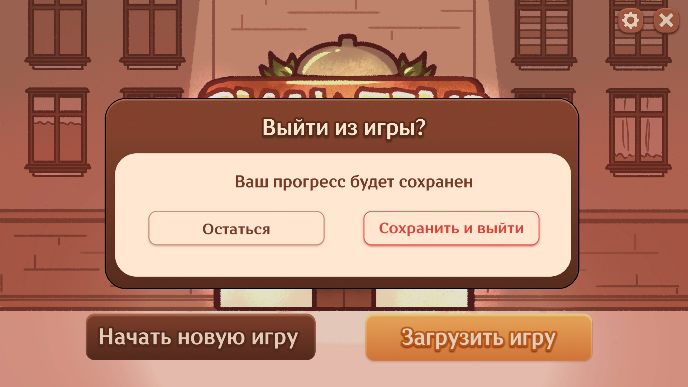 Выйти из игры?
Ваш прогресс будет сохранен
Остаться
Сохранить и выйти
Начать новую игру
Загрузить игру